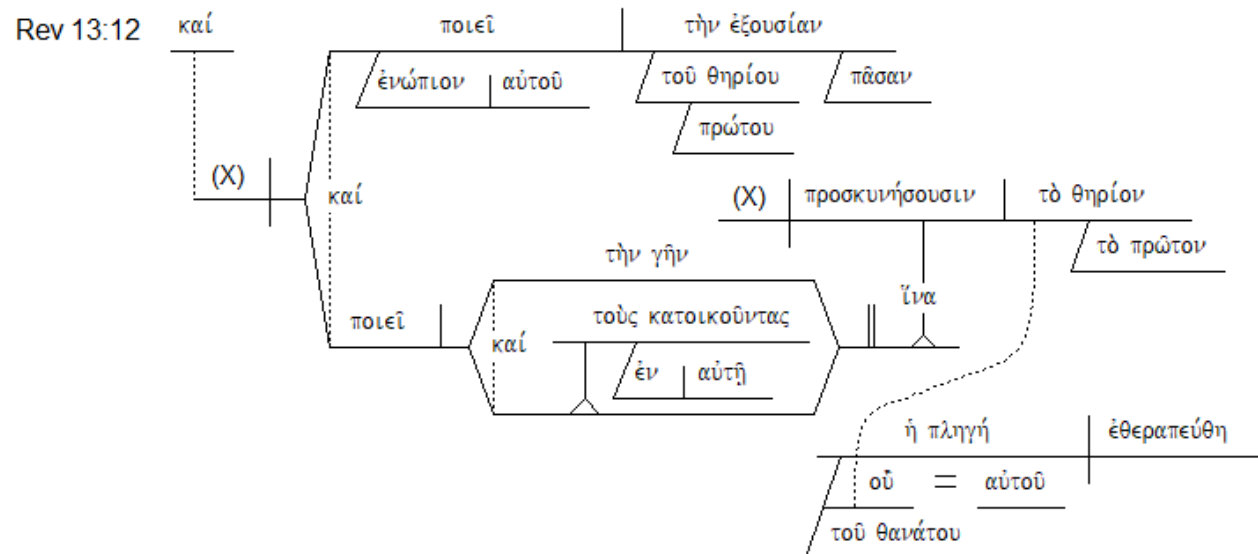 Rev 13:12 καί ποιεῖ τὴν ἐξουσίαν
ἐνώπιον αὐτοῦ τοῦ θηρίου πᾶσαν
πρώτου
(X) καί (X) προσκυνήσουσιν τὸ θηρίον
τὴν γῆν τὸ πρῶτον
ποιεῖ καί τοὺς κατοικοῦντας ἵνα
ἐν αὐτῇ
ἡ πληγή ἐθεραπεύθη
οὗ = αὐτοῦ
τοῦ θανάτου